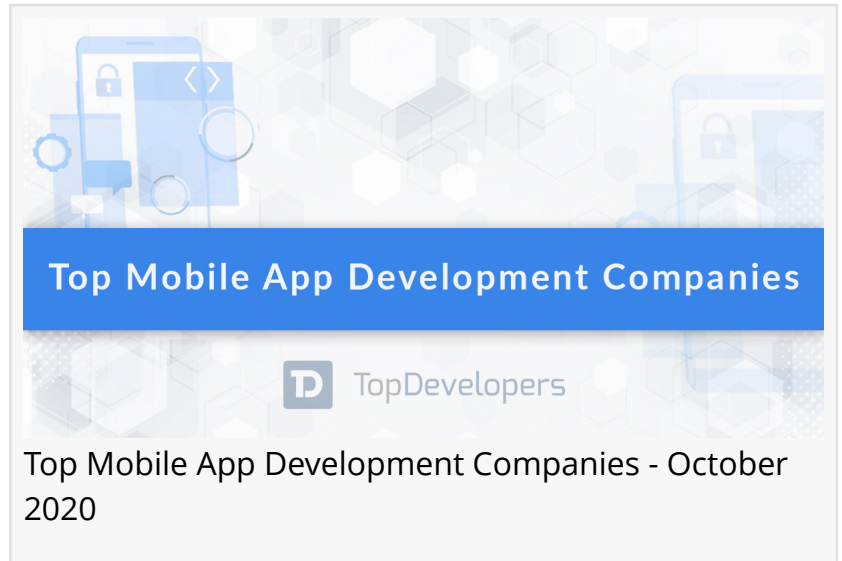 Top Mobile App Development Companies
TD TopDevelopers
Top Mobile App Development Companies - October
2020